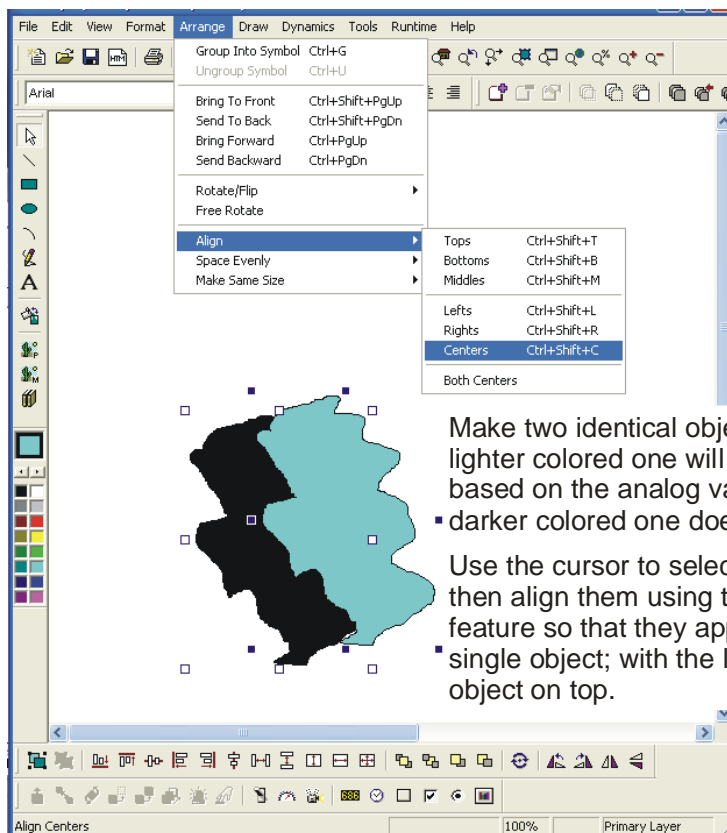 File Edit View Format Arrange Draw Dynamics Tools Runtime Help
Group Into Symbol Ctrl+G
Ungroup Symbol Ctrl+U
Arial
Bring To Front Ctrl+Shift+PgUp
Send To Back Ctrl+Shift+PgDn
Bring Forward Ctrl+PgUp
Send Backward Ctrl+PgDn
Rotate/Flip
Free Rotate
Align
Space Evenly
Make Same Size
Tops Ctrl+Shift+T
Bottoms Ctrl+Shift+B
Middles Ctrl+Shift+M
Lefts Ctrl+Shift+L
Rights Ctrl+Shift+R
Centers Ctrl+Shift+C
Both Centers
Make two identical obje
lighter colored one will
based on the analog va
darker colored one doe
Use the cursor to selec
then align them using t
feature so that they app
single object; with the l
object on top.
Align Centers 100% Primary Layer